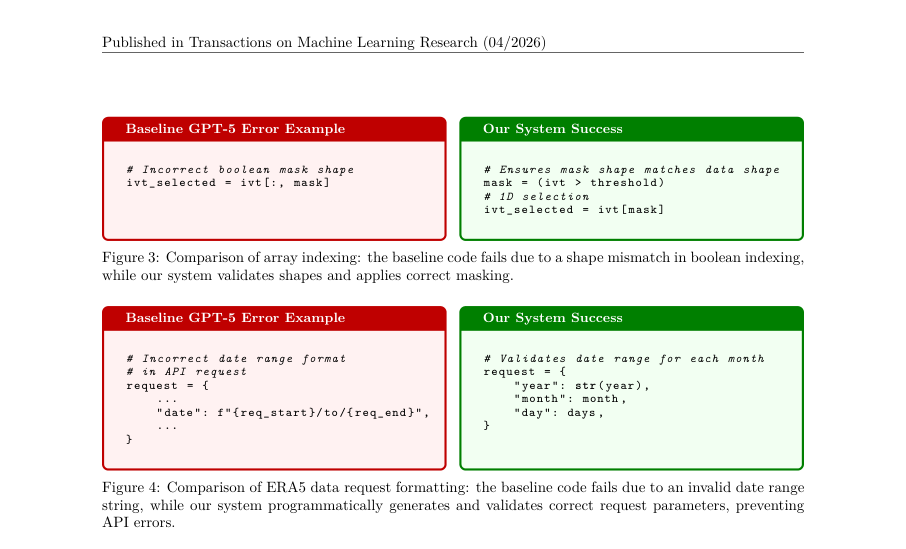 Published in Transactions on Machine Learning Research (04/2026)
Baseline GPT-5 Error Example
# Incorrect boolean mask shape
ivt_selected = ivt[:, mask]
Our System Success
# Ensures mask shape matches data shape
mask = (ivt > threshold)
# 1D selection
ivt_selected = ivt[mask]
Figure 3: Comparison of array indexing: the baseline code fails due to a shape mismatch in boolean indexing,
while our system validates shapes and applies correct masking.
Baseline GPT-5 Error Example
# Incorrect date range format
# in API request
request = {
    ...
    "date": f"{req_start}/to/{req_end}",
    ...
}
Our System Success
# Validates date range for each month
request = {
    "year": str(year),
    "month": month,
    "day": days,
}
Figure 4: Comparison of ERA5 data request formatting: the baseline code fails due to an invalid date range
string, while our system programmatically generates and validates correct request parameters, preventing
API errors.